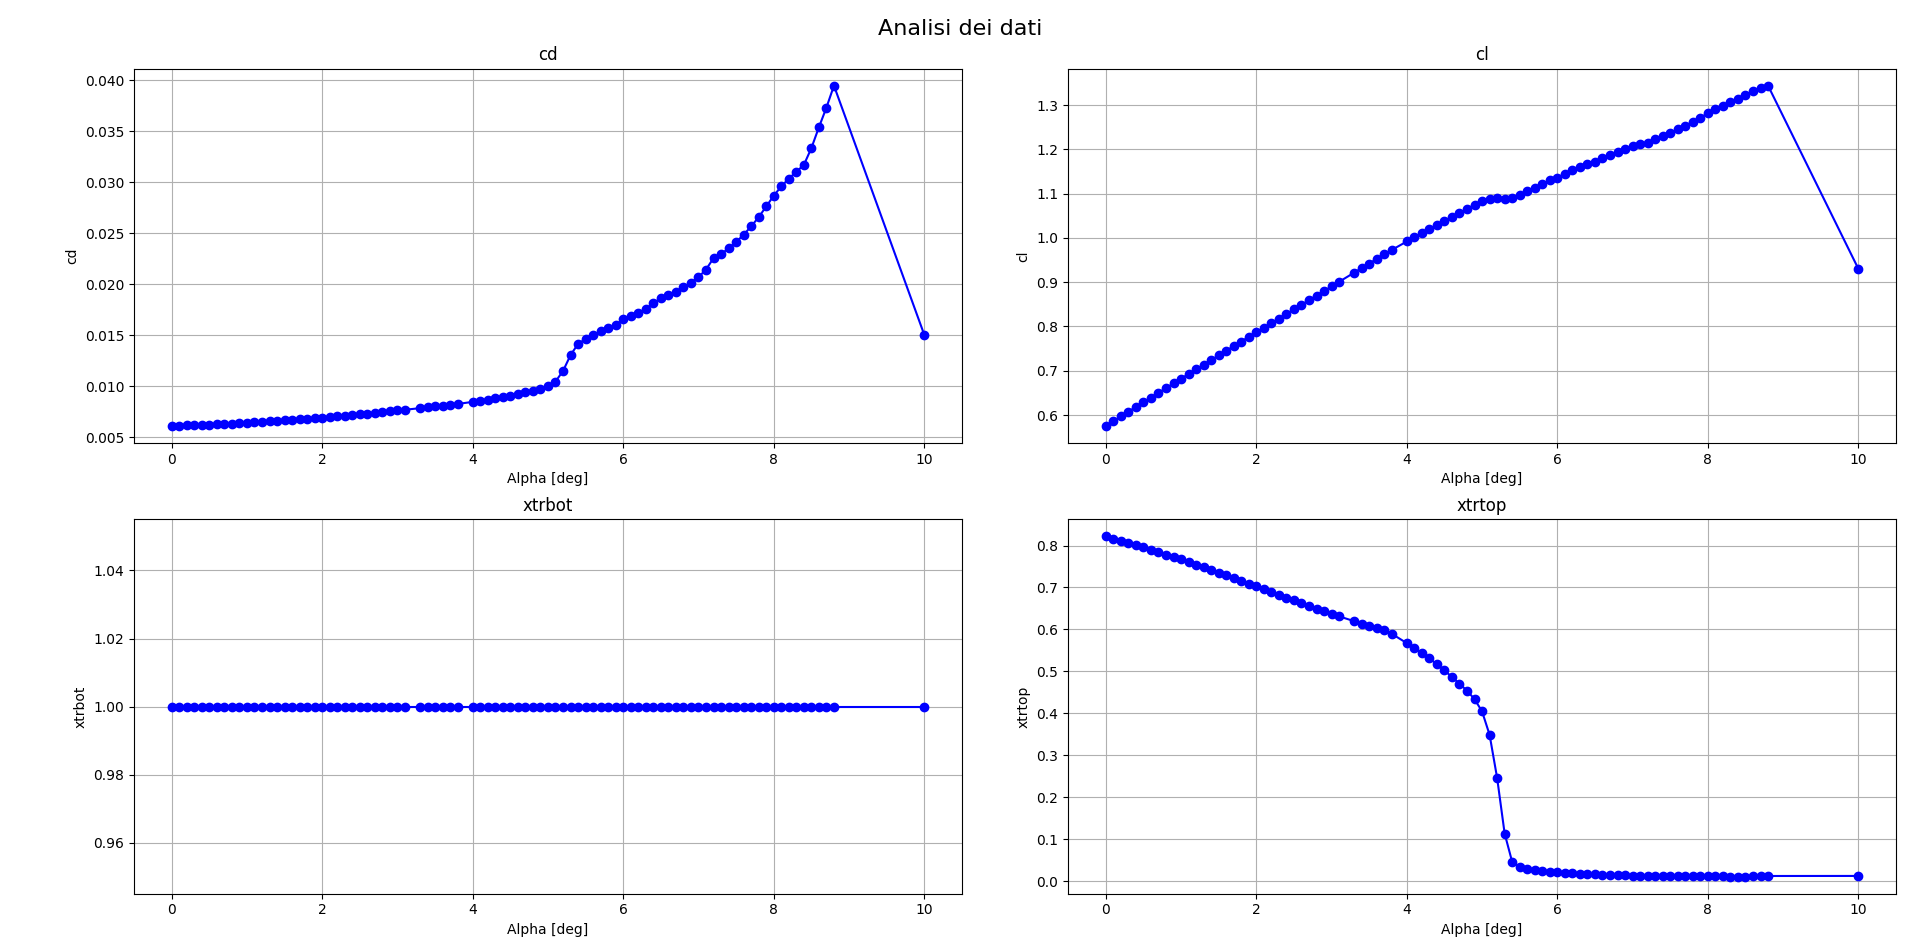 Analisi dei dati
cd
0.040
0.035
0.030
0.025
0.020
0.015
0.010
0.005
cd
0 2 4 6 8 10
Alpha [deg]
cl
1.3
1.2
1.1
1.0
0.9
0.8
0.7
0.6
cl
0 2 4 6 8 10
Alpha [deg]
xtrbot
1.04
1.02
1.00
0.98
0.96
xtrbot
0 2 4 6 8 10
Alpha [deg]
xtrtop
0.8
0.7
0.6
0.5
0.4
0.3
0.2
0.1
0.0
xtrtop
0 2 4 6 8 10
Alpha [deg]